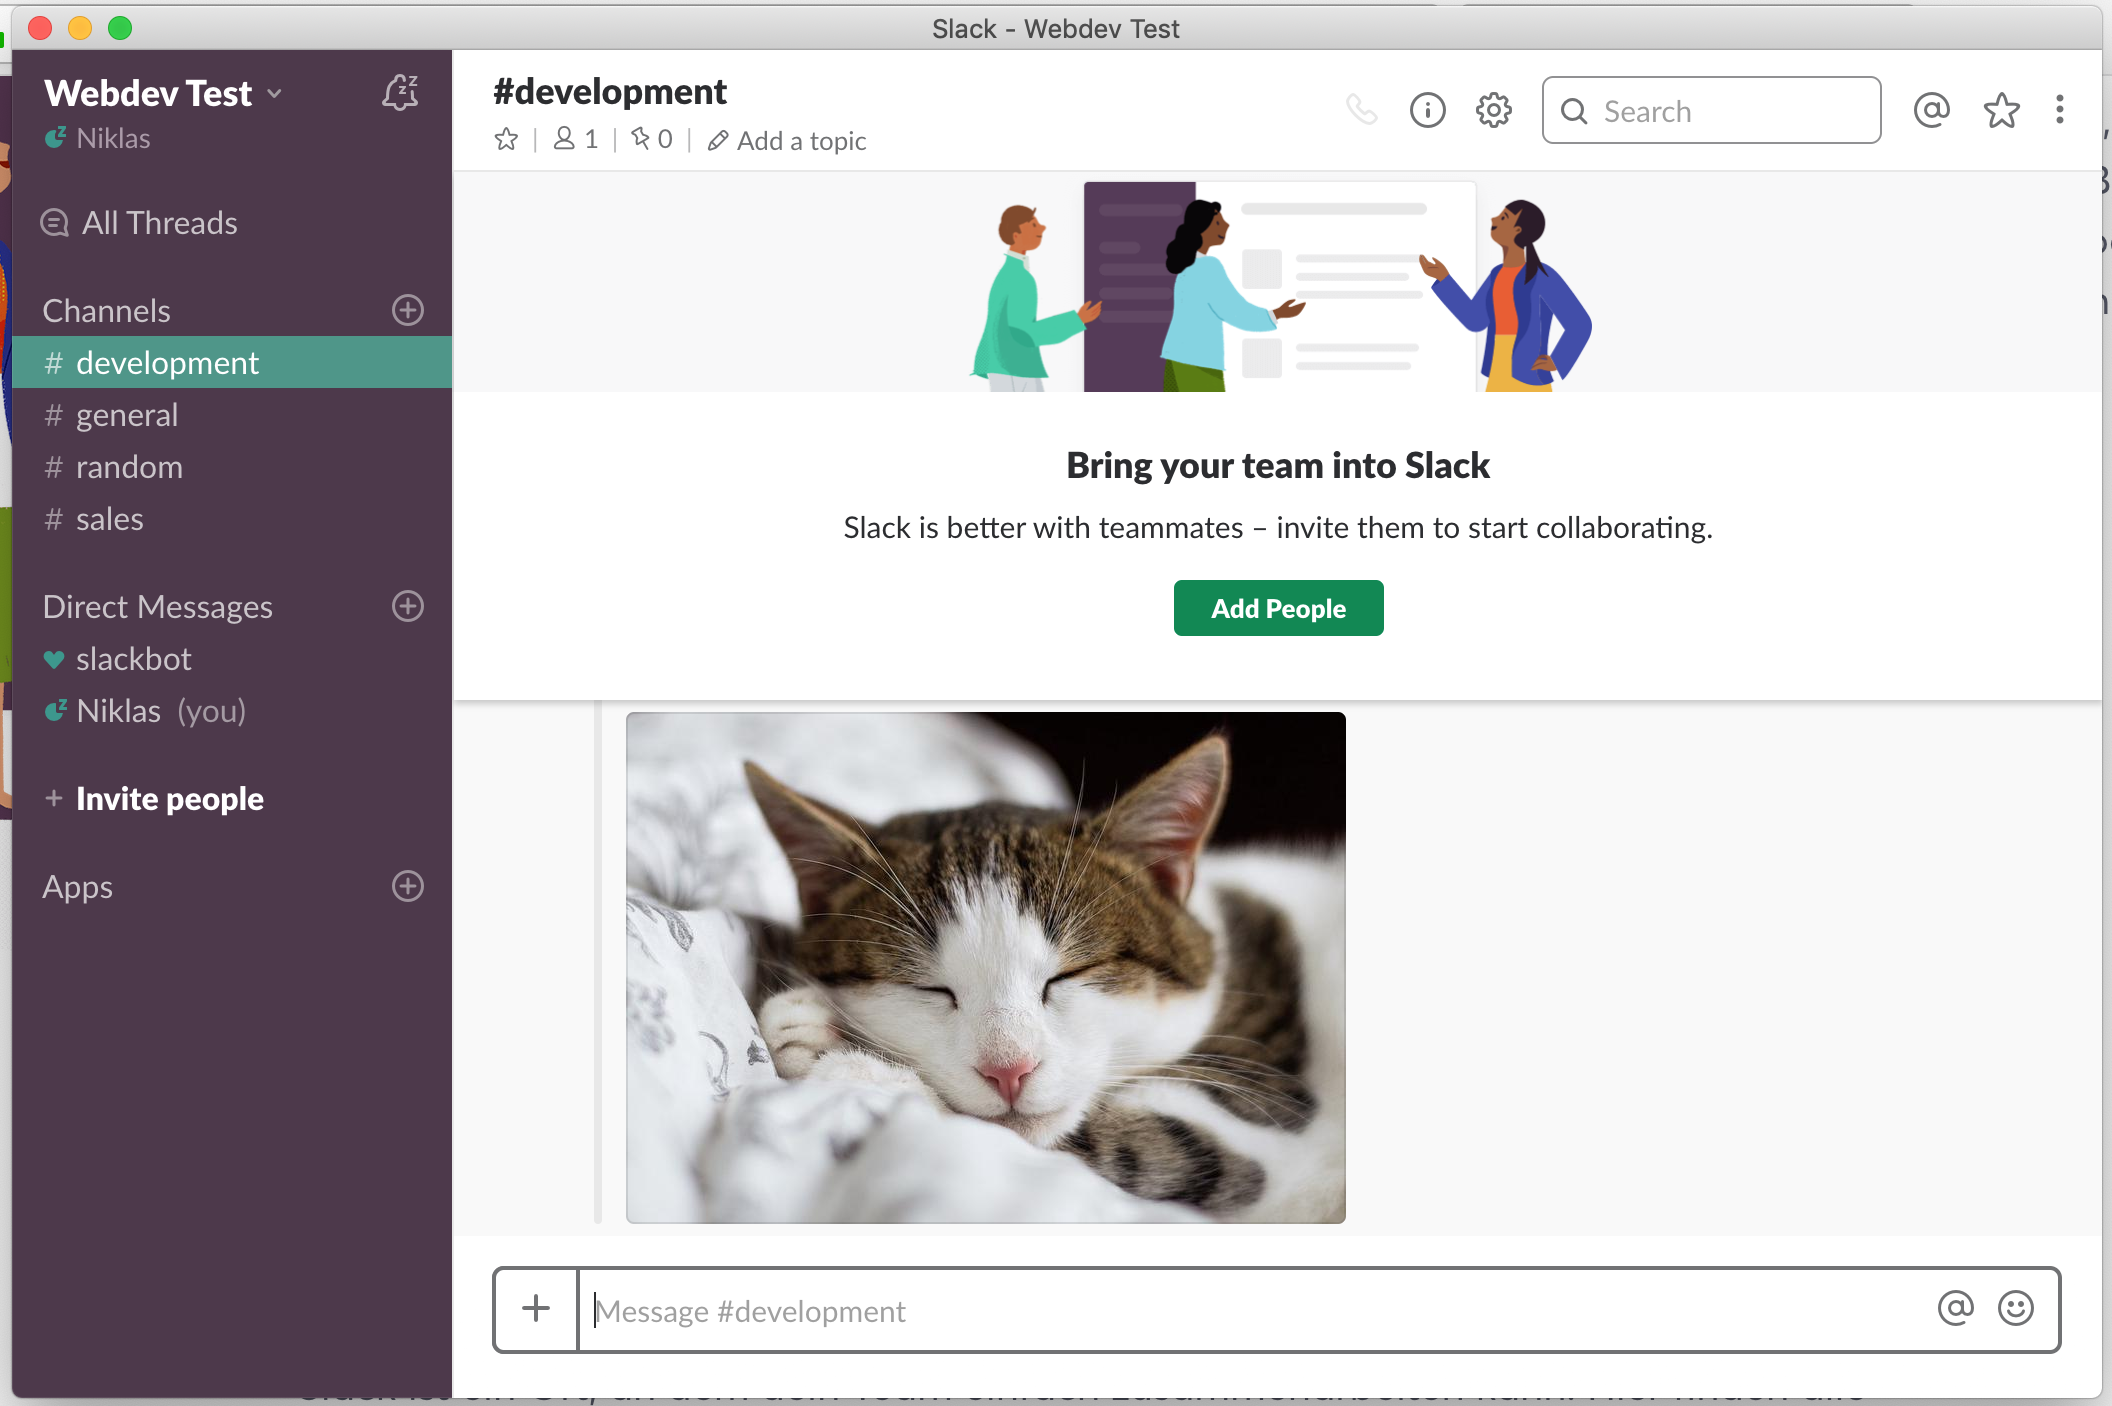 Slack - Webdev Test
Webdev Test
Niklas
All Threads
Channels
# development
# general
# random
# sales
Direct Messages
slackbot
Niklas (you)
+ Invite people
Apps
#development
1
0
Add a topic
Search
Bring your team into Slack
Slack is better with teammates – invite them to start collaborating.
Add People
Message #development